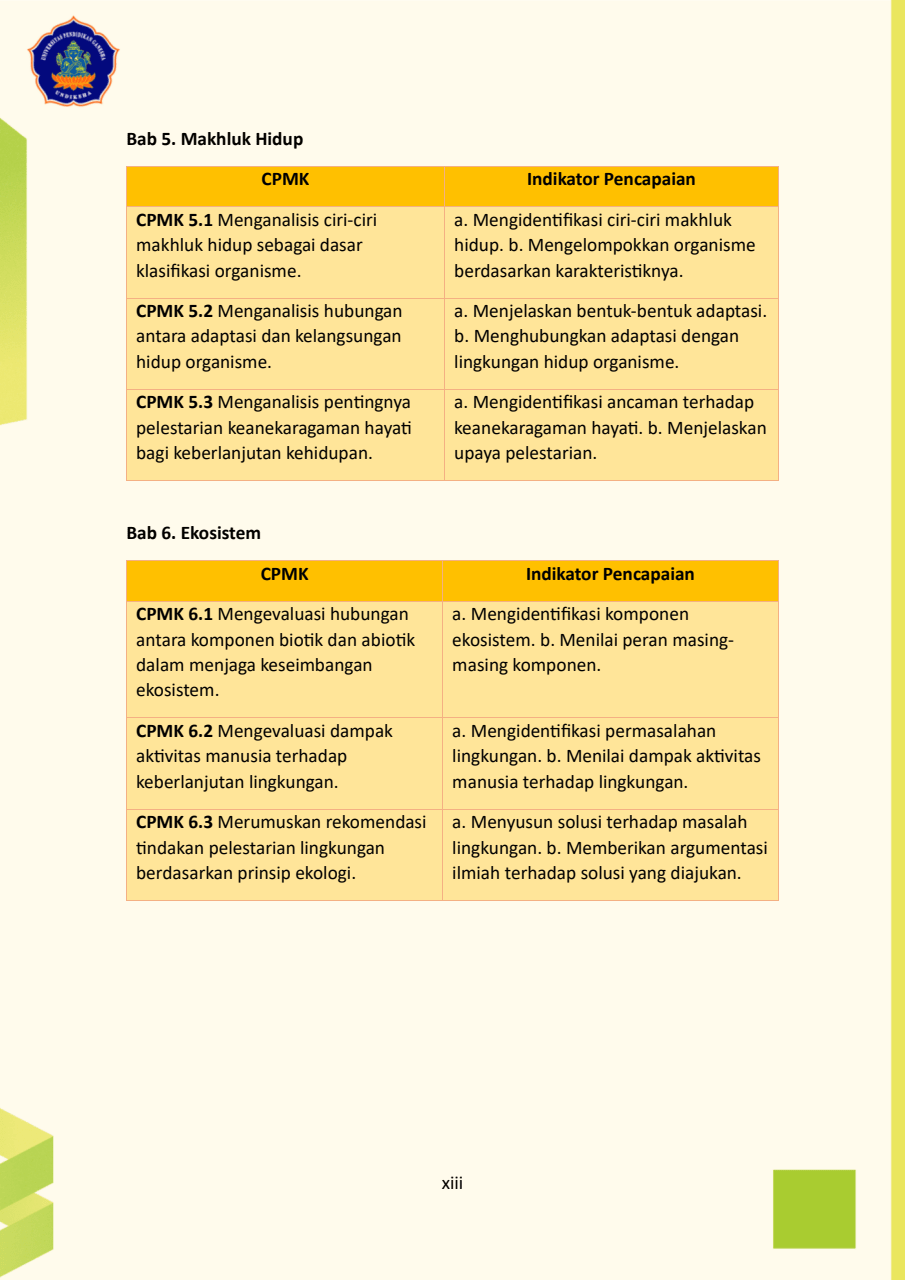 UNIVERSITAS PENDIDIKAN GANESHA
UNDIKSHA
Bab 5. Makhluk Hidup
CPMK
Indikator Pencapaian
CPMK 5.1 Menganalisis ciri-ciri
makhluk hidup sebagai dasar
klasifikasi organisme.
a. Mengidentifikasi ciri-ciri makhluk
hidup. b. Mengelompokkan organisme
berdasarkan karakteristiknya.
CPMK 5.2 Menganalisis hubungan
antara adaptasi dan kelangsungan
hidup organisme.
a. Menjelaskan bentuk-bentuk adaptasi.
b. Menghubungkan adaptasi dengan
lingkungan hidup organisme.
CPMK 5.3 Menganalisis pentingnya
pelestarian keanekaragaman hayati
bagi keberlanjutan kehidupan.
a. Mengidentifikasi ancaman terhadap
keanekaragaman hayati. b. Menjelaskan
upaya pelestarian.
Bab 6. Ekosistem
CPMK
Indikator Pencapaian
CPMK 6.1 Mengevaluasi hubungan
antara komponen biotik dan abiotik
dalam menjaga keseimbangan
ekosistem.
a. Mengidentifikasi komponen
ekosistem. b. Menilai peran masing-
masing komponen.
CPMK 6.2 Mengevaluasi dampak
aktivitas manusia terhadap
keberlanjutan lingkungan.
a. Mengidentifikasi permasalahan
lingkungan. b. Menilai dampak aktivitas
manusia terhadap lingkungan.
CPMK 6.3 Merumuskan rekomendasi
tindakan pelestarian lingkungan
berdasarkan prinsip ekologi.
a. Menyusun solusi terhadap masalah
lingkungan. b. Memberikan argumentasi
ilmiah terhadap solusi yang diajukan.
xiii